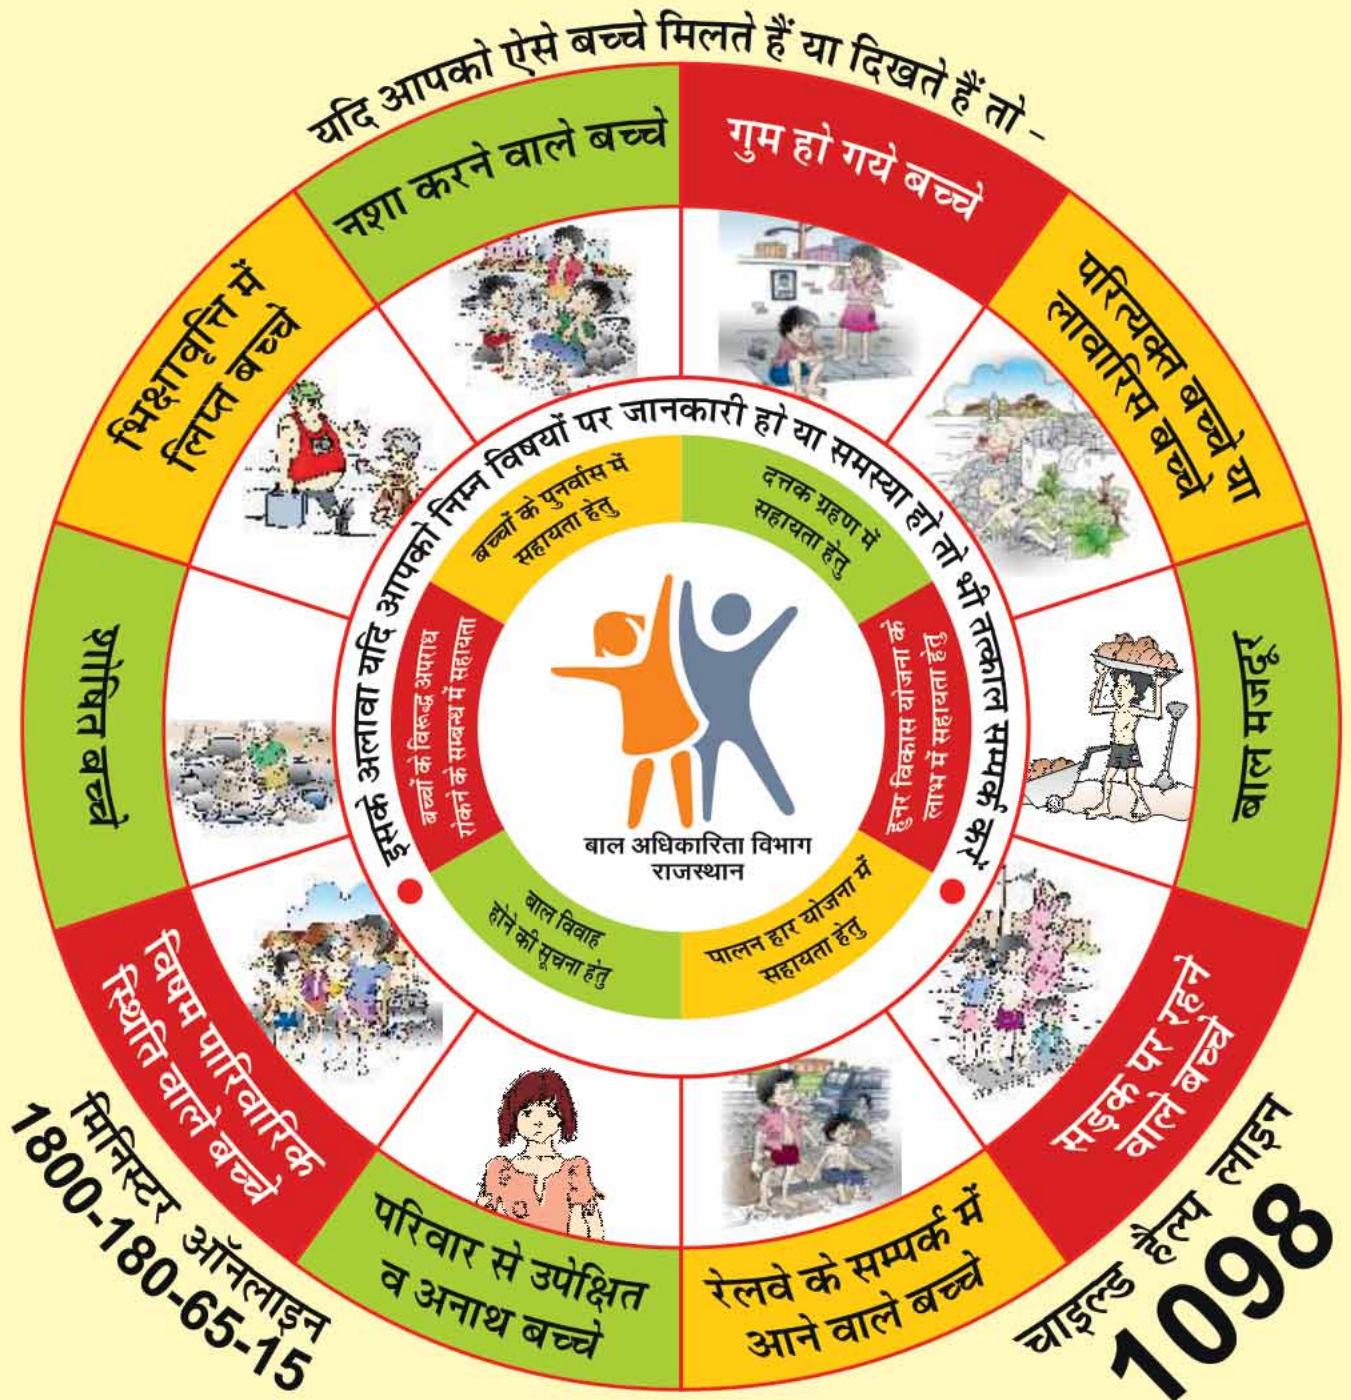 यदि आपको ऐसे बच्चे मिलते हैं या दिखते हैं तो -
गुम हो गये बच्चे
परित्यक्त बच्चे या
लावारिस बच्चे
बाल मजदूर
सड़क पर रहने
वाले बच्चे
रेलवे के सम्पर्क में
आने वाले बच्चे
परिवार से उपेक्षित
व अनाथ बच्चे
विषम पारिवारिक
स्थिति वाले बच्चे
शोषित बच्चे
भिक्षावृत्ति में
लिप्त बच्चे
नशा करने वाले बच्चे
इसके अलावा यदि आपको निम्न विषयों पर जानकारी हो या समस्या हो तो भी तत्काल सम्पर्क करें
दत्तक ग्रहण में
सहायता हेतु
हुनर विकास योजना के
लाभ में सहायता हेतु
पालन हार योजना में
सहायता हेतु
बाल विवाह
होने की सूचना हेतु
बच्चों के विरूद्ध अपराध
रोकने के सम्बन्ध में सहायता
बच्चों के पुनर्वास में
सहायता हेतु
बाल अधिकारिता विभाग
राजस्थान
मिनिस्टर ऑनलाइन
1800-180-65-15
चाइल्ड हैल्प लाइन
1098